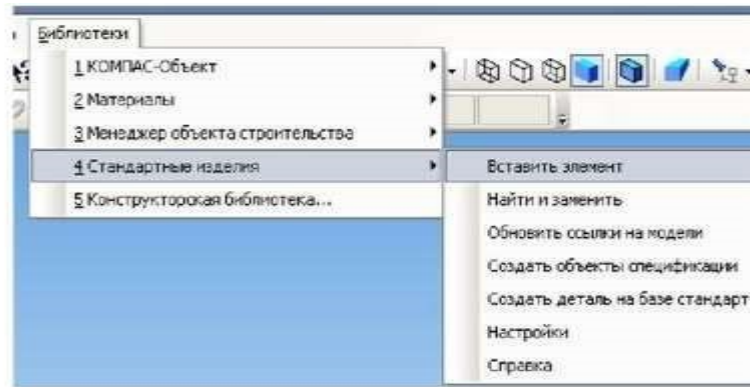 Библиотеки
1 КОМПАС-Объект
2 Материалы
3 Менеджер объекта строительства
4 Стандартные изделия
5 Конструкторская библиотека...
Вставить элемент
Найти и заменить
Обновить ссылки на модели
Создать объекты спецификации
Создать деталь на базе стандарт
Настройки
Справка